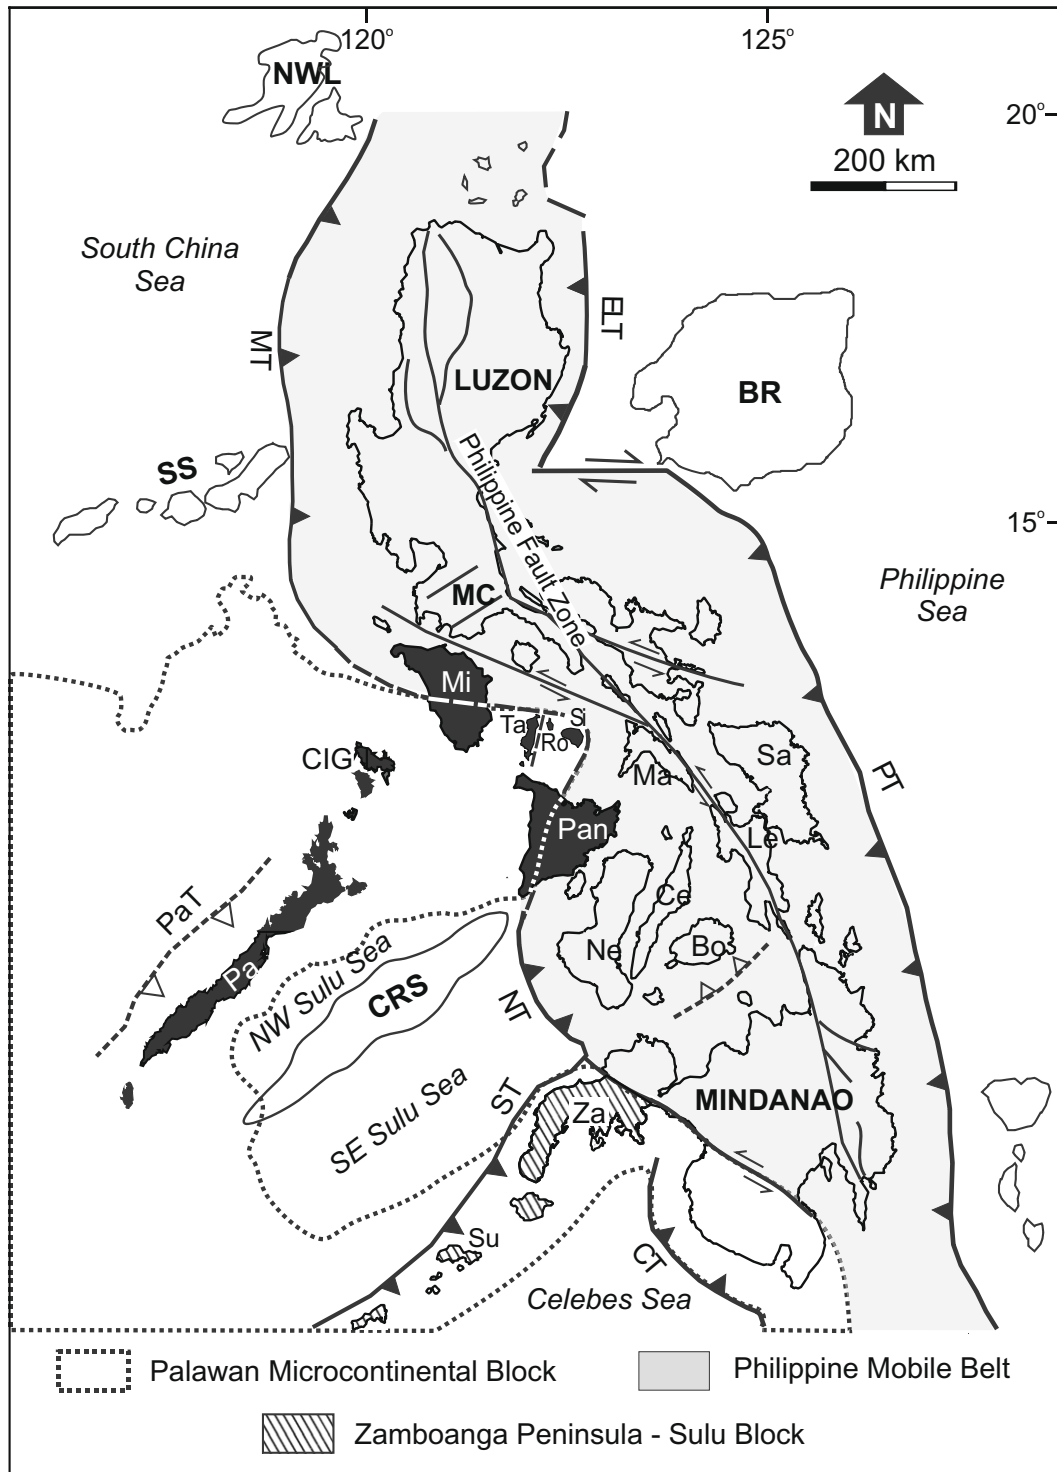 120°
125°
NWL
20°
N
200 km
South China
Sea
ELT
MT
LUZON
BR
SS
Philippine Fault Zone
15°
Philippine
Sea
MC
Mi
Ta
Si
Ro
CIG
Ma
Sa
PT
Pan
Le
PaT
Ce
Ne
Bo
Pa
NW Sulu Sea
CRS
NT
SE Sulu Sea
ST
Za
MINDANAO
Su
CT
Celebes Sea
Palawan Microcontinental Block
Philippine Mobile Belt
Zamboanga Peninsula - Sulu Block